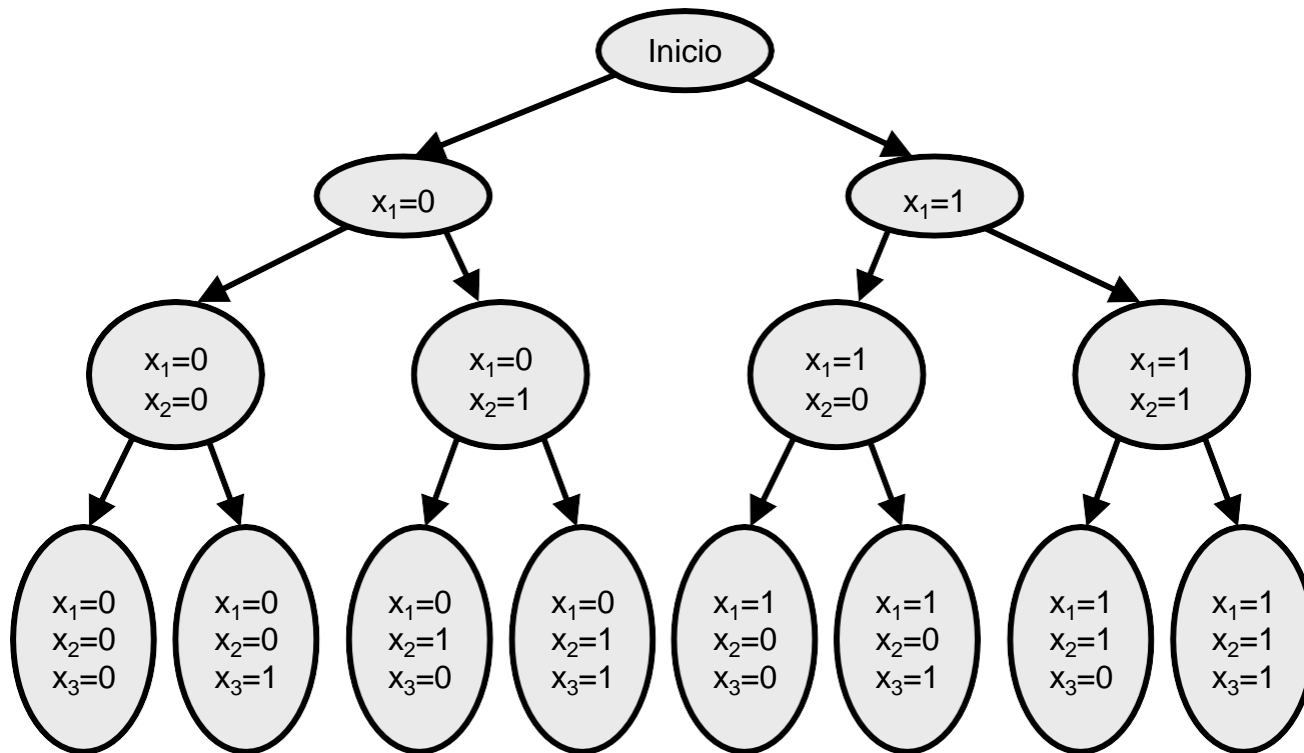 Inicio
x₁=0
x₁=1
x₁=0
x₂=0
x₁=0
x₂=1
x₁=1
x₂=0
x₁=1
x₂=1
x₁=0
x₂=0
x₃=0
x₁=0
x₂=0
x₃=1
x₁=0
x₂=1
x₃=0
x₁=0
x₂=1
x₃=1
x₁=1
x₂=0
x₃=0
x₁=1
x₂=0
x₃=1
x₁=1
x₂=1
x₃=0
x₁=1
x₂=1
x₃=1